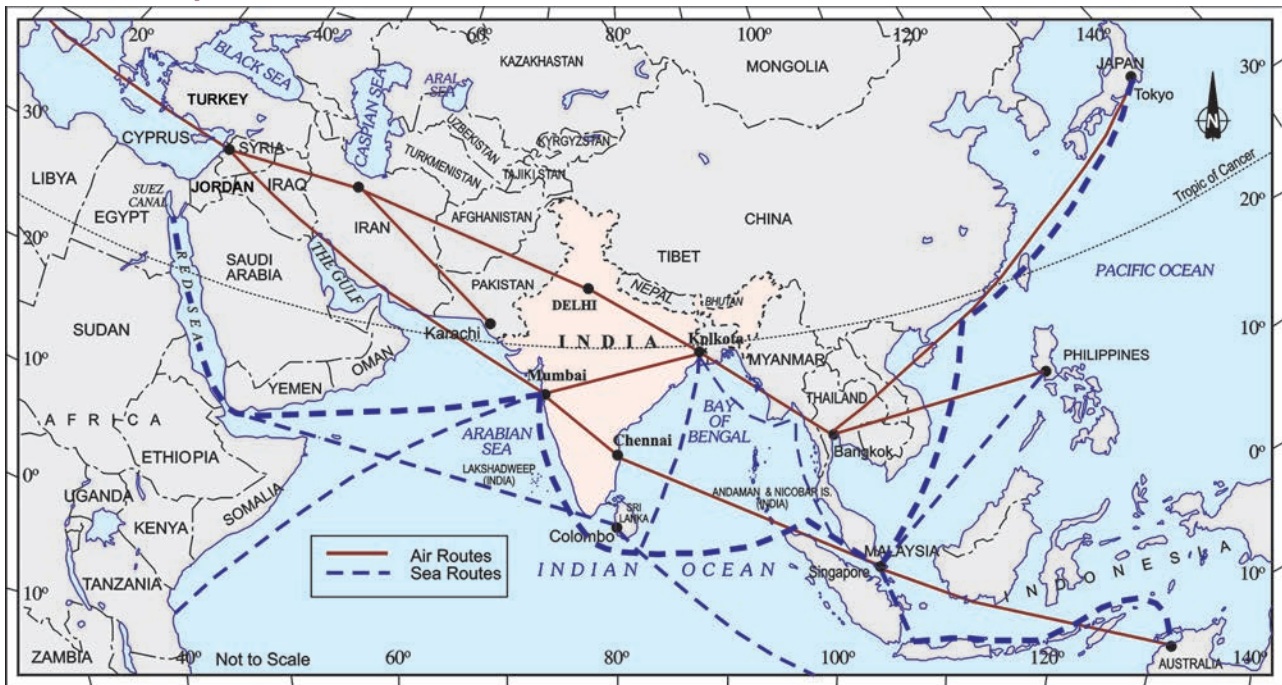 20º 40º 60º 80º 100º 120º 140º
KAZAKHSTAN
MONGOLIA
JAPAN
BLACK SEA
ARAL SEA
CASPIAN SEA
30º
30º
Tokyo
N
TURKEY
UZBEKISTAN
KYRGYZSTAN
CYPRUS
SYRIA
TURKMENISTAN
TAJIKISTAN
Tropic of Cancer
LIBYA
SUEZ CANAL
JORDAN
IRAQ
20º
EGYPT
IRAN
AFGHANISTAN
CHINA
20º
TIBET
SAUDI ARABIA
THE GULF
PAKISTAN
DELHI
NEPAL
BHUTAN
PACIFIC OCEAN
RED SEA
SUDAN
Karachi
INDIA
Kolkota
10º
10º
OMAN
MYANMAR
PHILIPPINES
YEMEN
Mumbai
THAILAND
AFRICA
BAY OF BENGAL
ARABIAN SEA
Chennai
Bangkok
0º
ETHIOPIA
LAKSHADWEEP (INDIA)
ANDAMAN & NICOBAR IS. (INDIA)
0º
UGANDA
SOMALIA
SRI LANKA
KENYA
Colombo
MALAYSIA
Air Routes
Sea Routes
Singapore
INDONESIA
TANZANIA
INDIAN OCEAN
10º
10º
ZAMBIA
40º
Not to Scale
60º 80º 100º 120º
AUSTRALIA
140º